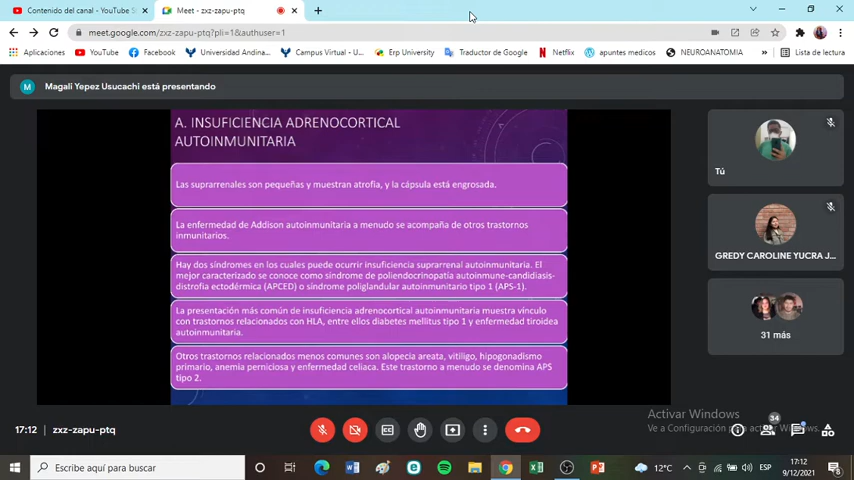 Contenido del canal - YouTube St
Meet - zxz-zapu-ptq
meet.google.com/zxz-zapu-ptq?pli=1&authuser=1
Aplicaciones
YouTube
Facebook
Universidad Andina...
Campus Virtual - U...
Erp University
Traductor de Google
Netflix
apuntes medicos
NEUROANATOMIA
Lista de lectura
M
Magali Yepez Usucachi está presentando
A. INSUFICIENCIA ADRENOCORTICAL
AUTOINMUNITARIA
Las suprarrenales son pequeñas y muestran atrofia, y la cápsula está engrosada.
La enfermedad de Addison autoinmunitaria a menudo se acompaña de otros trastornos
inmunitarios.
Hay dos síndromes en los cuales puede ocurrir insuficiencia suprarrenal autoinmunitaria. El
mejor caracterizado se conoce como síndrome de poliendocrinopatía autoinmune-candidiasis-
distrofia ectodérmica (APCED) o síndrome poliglandular autoinmunitario tipo 1 (APS-1).
La presentación más común de insuficiencia adrenocortical autoinmunitaria muestra vínculo
con trastornos relacionados con HLA, entre ellos diabetes mellitus tipo 1 y enfermedad tiroidea
autoinmunitaria.
Otros trastornos relacionados menos comunes son alopecia areata, vitiligo, hipogonadismo
primario, anemia perniciosa y enfermedad celiaca. Este trastorno a menudo se denomina APS
tipo 2.
Tú
GREDY CAROLINE YUCRA J...
31 más
Activar Windows
Ve a Configuración para activar Windows.
17:12
zxz-zapu-ptq
34
Escribe aquí para buscar
12°C
ESP
17:12
9/12/2021